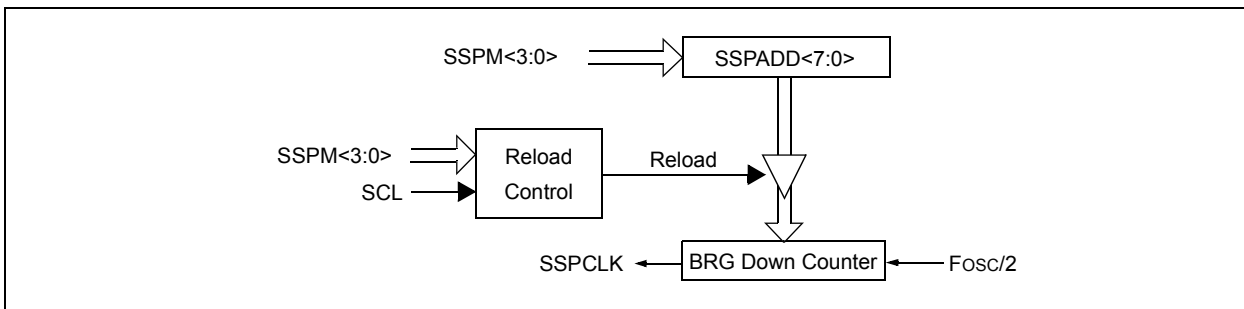 SSPM<3:0>
SSPADD<7:0>
SSPM<3:0>
Reload
Control
Reload
SCL
SSPCLK
BRG Down Counter
FOSC/2